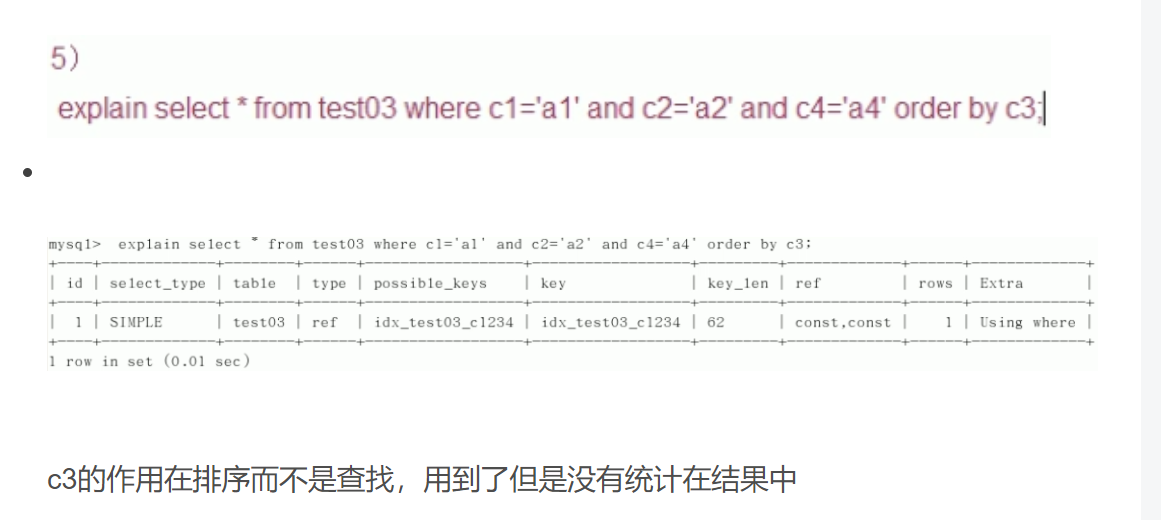 5)
explain select * from test03 where c1='a1' and c2='a2' and c4='a4' order by c3;
mysql> explain select * from test03 where c1='a1' and c2='a2' and c4='a4' order by c3;
+----+-------------+--------+------+-----------------+-----------------+---------+-------------+------+-------------+
| id | select_type | table | type | possible_keys | key | key_len | ref | rows | Extra |
+----+-------------+--------+------+-----------------+-----------------+---------+-------------+------+-------------+
| 1 | SIMPLE | test03 | ref | idx_test03_c1234 | idx_test03_c1234 | 62 | const,const | 1 | Using where |
+----+-------------+--------+------+-----------------+-----------------+---------+-------------+------+-------------+
1 row in set (0.01 sec)
c3的作用在排序而不是查找，用到了但是没有统计在结果中